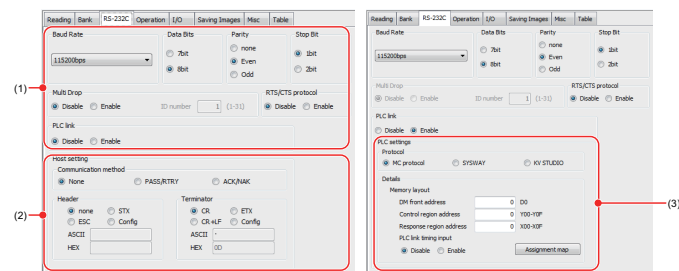 Reading Bank RS-232C Operation I/O Saving Images Misc Table
Baud Rate Data Bits Parity Stop Bit
115200bps
7bit
8bit
none
Even
Odd
1bit
2bit
(1)
Multi Drop RTS/CTS protocol
Disable Enable ID number 1 (1-31) Disable Enable
PLC link
Disable Enable
(2)
Host setting
Communication method
None PASS/RTRY ACK/NAK
Header Terminator
none STX CR ETX
ESC Config CR+LF Config
ASCII ASCII -
HEX HEX 0D
Reading Bank RS-232C Operation I/O Saving Images Misc Table
Baud Rate Data Bits Parity Stop Bit
115200bps
7bit
8bit
none
Even
Odd
1bit
2bit
Multi Drop RTS/CTS protocol
Disable Enable ID number 1 (1-31) Disable Enable
PLC link
Disable Enable
PLC settings
Protocol
MC protocol SYSWAY KV STUDIO
Details
Memory layout
DM front address 0 D0
Control region address 0 Y00-Y0F
Response region address 0 X00-X0F
PLC link timing input
Disable Enable Assignment map
(3)